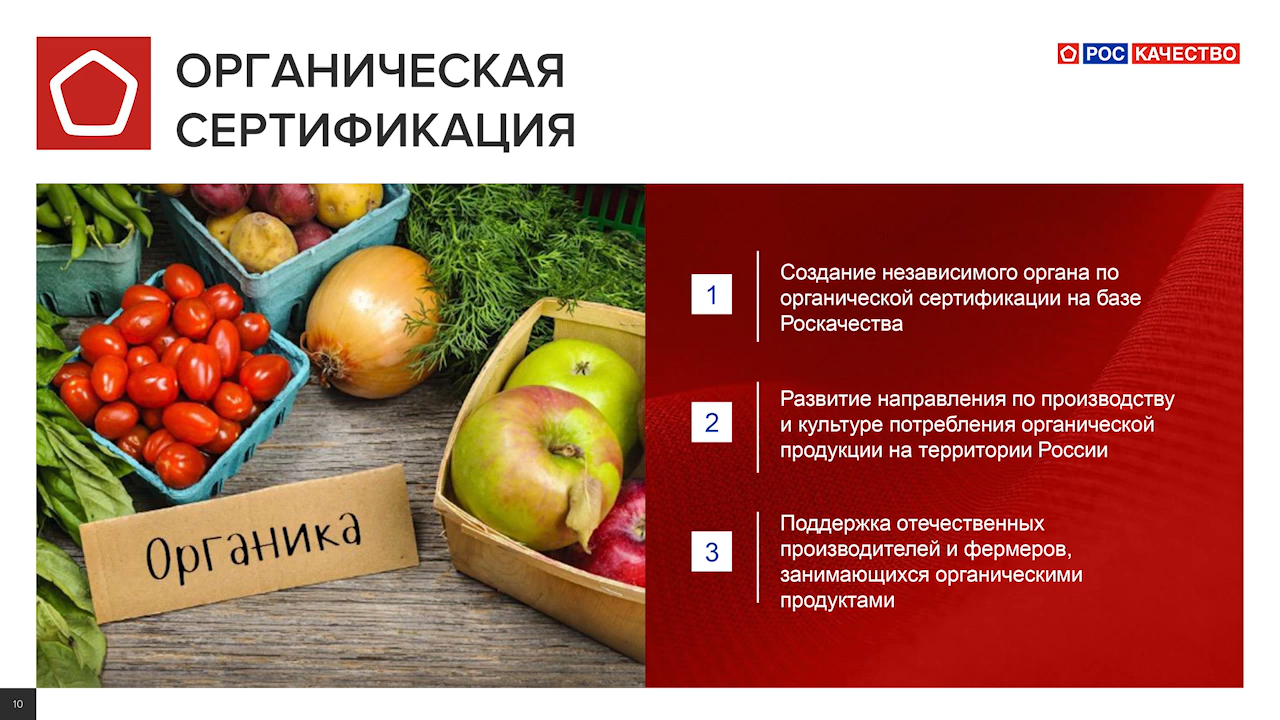 ОРГАНИЧЕСКАЯ
СЕРТИФИКАЦИЯ
РОС КАЧЕСТВО
Органика
1
Создание независимого органа по
органической сертификации на базе
Роскачества
2
Развитие направления по производству
и культуре потребления органической
продукции на территории России
3
Поддержка отечественных
производителей и фермеров,
занимающихся органическими
продуктами
10